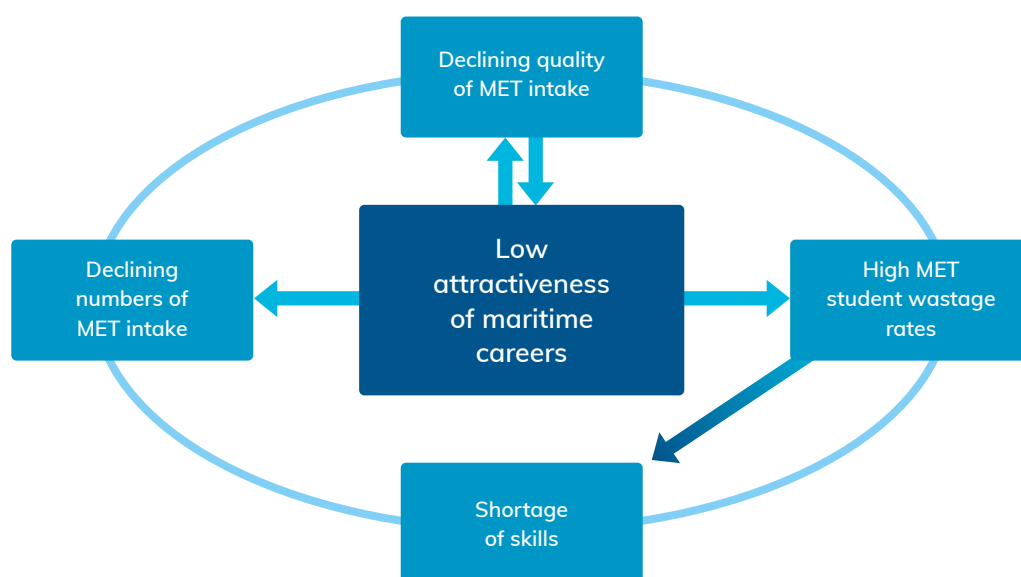 Declining quality
of MET intake
Low
attractiveness
of maritime
careers
Declining
numbers of
MET intake
High MET
student wastage
rates
Shortage
of skills